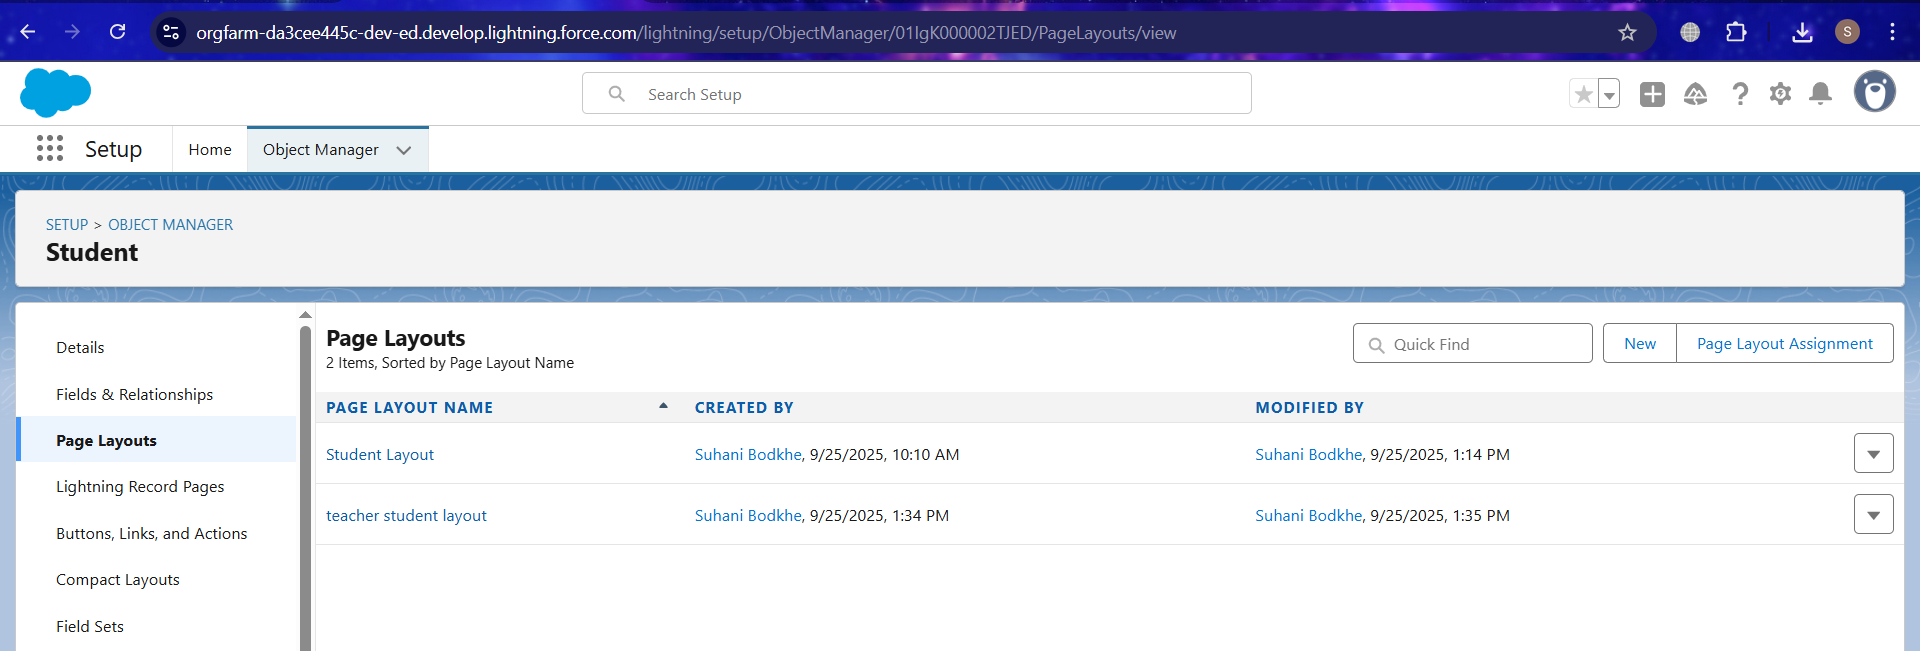 orgfarm-da3cee445c-dev-ed.develop.lightning.force.com/lightning/setup/ObjectManager/01IgK000002TJED/PageLayouts/view
S
Search Setup
Setup
Home
Object Manager
SETUP > OBJECT MANAGER
Student
Details
Fields & Relationships
Page Layouts
Lightning Record Pages
Buttons, Links, and Actions
Compact Layouts
Field Sets
Page Layouts
2 Items, Sorted by Page Layout Name
Quick Find
New
Page Layout Assignment
PAGE LAYOUT NAME CREATED BY MODIFIED BY
Student Layout Suhani Bodkhe, 9/25/2025, 10:10 AM Suhani Bodkhe, 9/25/2025, 1:14 PM
teacher student layout Suhani Bodkhe, 9/25/2025, 1:34 PM Suhani Bodkhe, 9/25/2025, 1:35 PM